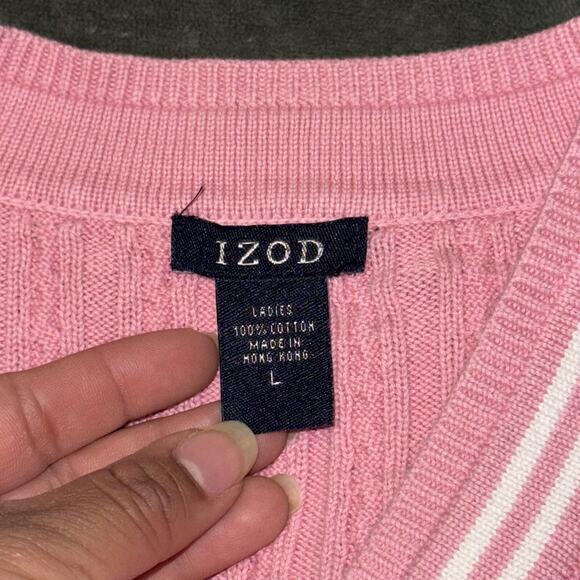 IZOD
LADIES
100% COTTON
MADE IN
HONG KONG
L